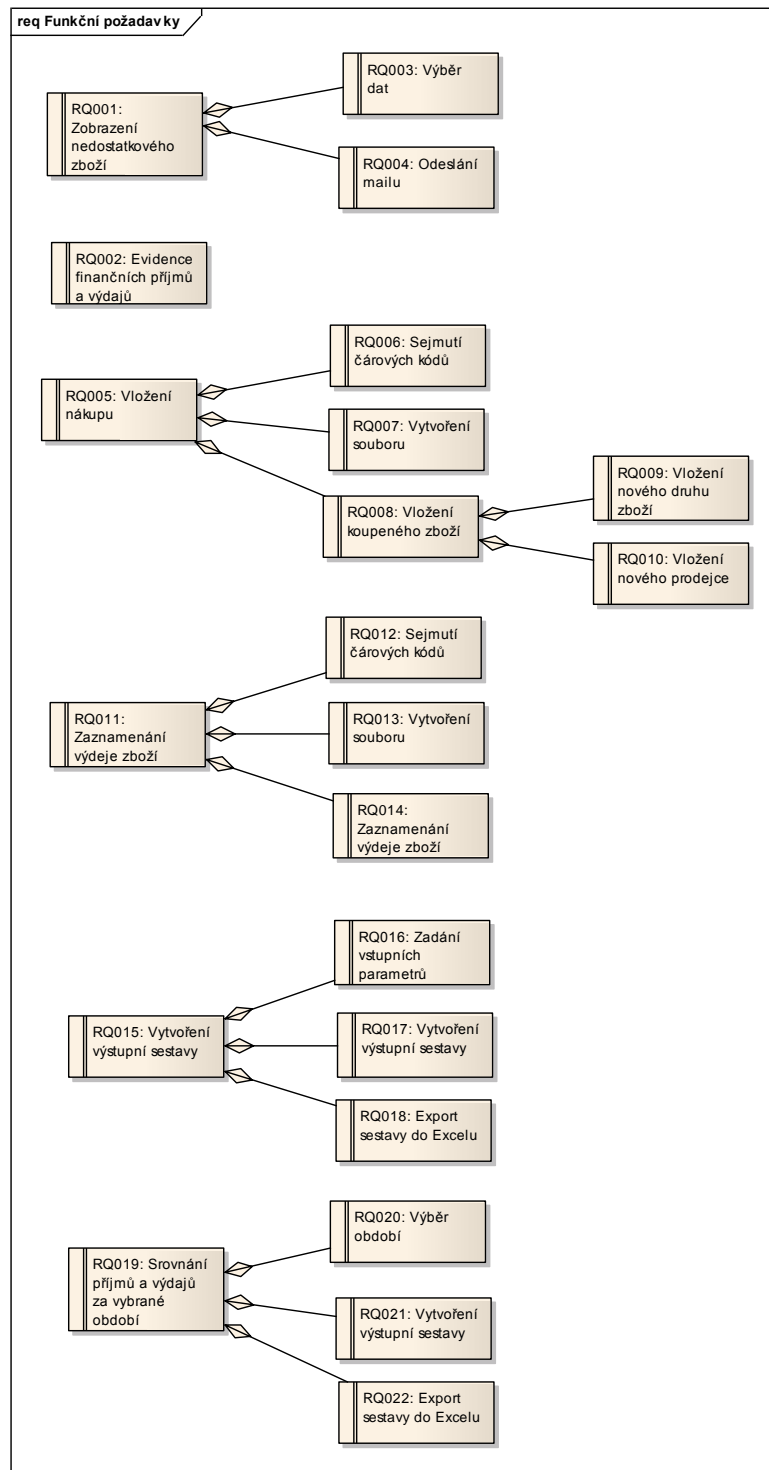 req Funkční požadavky
RQ003: Výběr
dat
RQ001:
Zobrazení
nedostatkového
zboží
RQ004: Odeslání
mailu
RQ002: Evidence
finančních příjmů
a výdajů
RQ006: Sejmutí
čárových kódů
RQ005: Vložení
nákupu
RQ007: Vytvoření
souboru
RQ008: Vložení
koupeného zboží
RQ009: Vložení
nového druhu
zboží
RQ010: Vložení
nového prodejce
RQ012: Sejmutí
čárových kódů
RQ011:
Zaznamenání
výdeje zboží
RQ013: Vytvoření
souboru
RQ014:
Zaznamenání
výdeje zboží
RQ016: Zadání
vstupních
parametrů
RQ015: Vytvoření
výstupní sestavy
RQ017: Vytvoření
výstupní sestavy
RQ018: Export
sestavy do Excelu
RQ020: Výběr
období
RQ019: Srovnání
příjmů a výdajů
za vybrané
období
RQ021: Vytvoření
výstupní sestavy
RQ022: Export
sestavy do Excelu